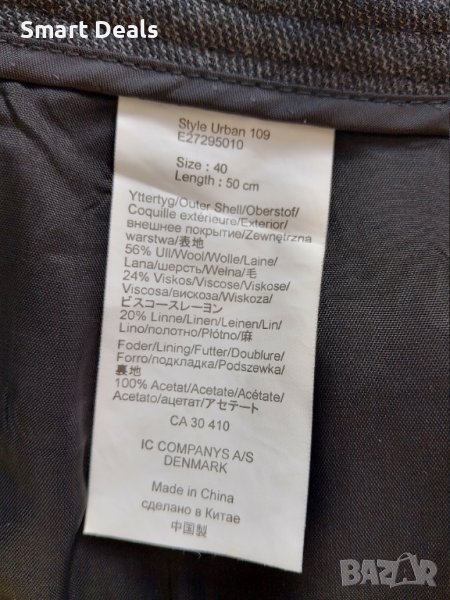 Smart Deals
Style Urban 109
E27295010
Size : 40
Length : 50 cm
Yttertyg/Outer Shell/Oberstof/
Coquille extérieure/Exterior/
внешнее покрытие/Zewnętrzna
warstwa/表地
56% Ull/Wool/Wolle/Laine/
Lana/шерсть/Wełna/毛
24% Viskos/Viscose/Viskose/
Viscosa/вискоза/Wiskoza/
ビスコースレーヨン
20% Linne/Linen/Leinen/Lin/
Lino/полотно/Płótno/麻
Foder/Lining/Futter/Doublure/
Forro/подкладка/Podszewka/
裏地
100% Acetat/Acetate/Acétate/
Acetato/ацетат/アセテート
CA 30 410
IC COMPANYS A/S
DENMARK
Made in China
сделано в Китае
中国製
BAZAR